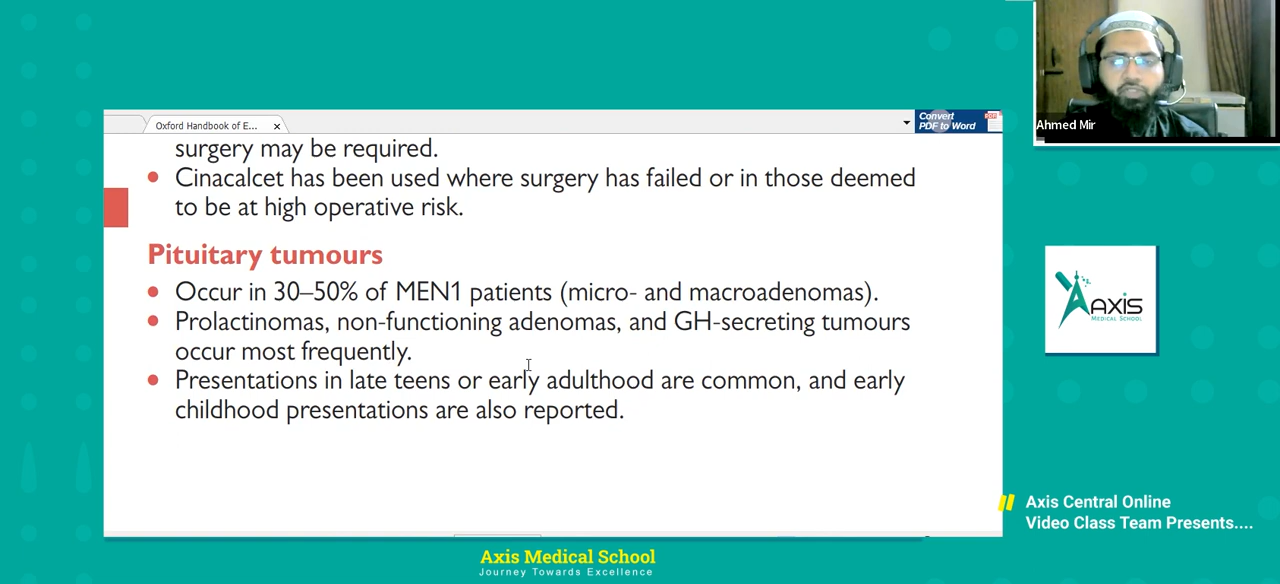 Oxford Handbook of E...
Convert
PDF to Word
surgery may be required.
• Cinacalcet has been used where surgery has failed or in those deemed
to be at high operative risk.
Pituitary tumours
• Occur in 30–50% of MEN1 patients (micro- and macroadenomas).
• Prolactinomas, non-functioning adenomas, and GH-secreting tumours
occur most frequently.
• Presentations in late teens or early adulthood are common, and early
childhood presentations are also reported.
Ahmed Mir
AXIS
MEDICAL SCHOOL
Axis Central Online
Video Class Team Presents....
Axis Medical School
Journey Towards Excellence